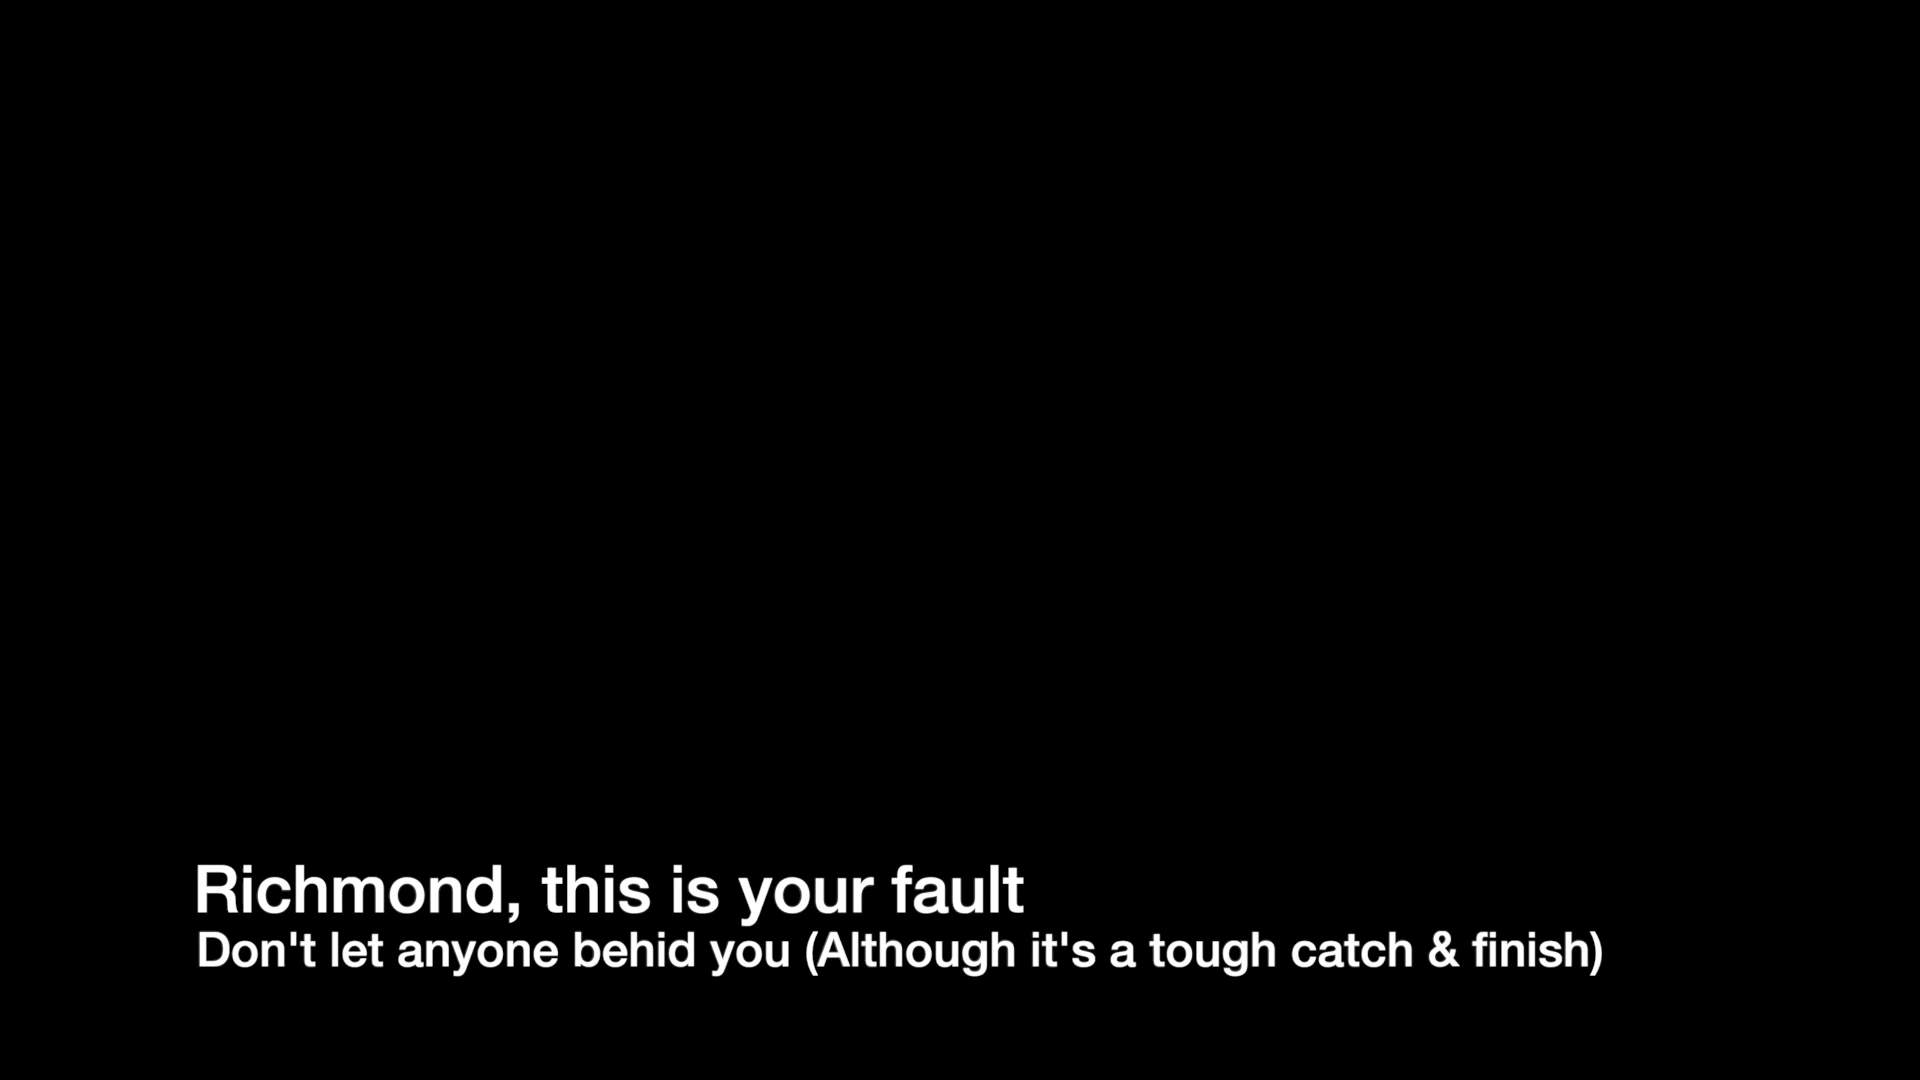 Richmond, this is your fault
Don't let anyone behid you (Although it's a tough catch & finish)